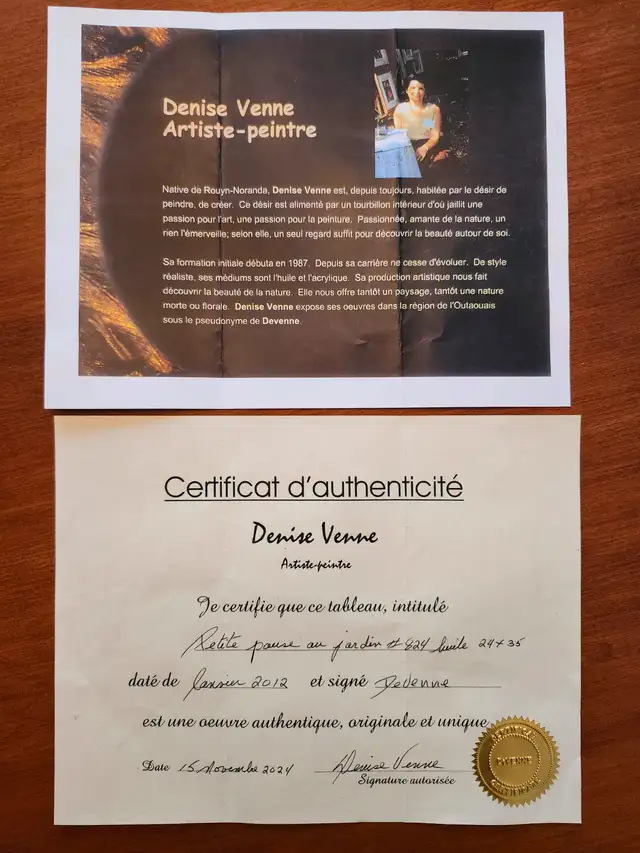 Denise Venne
Artiste-peintre
Native de Rouyn-Noranda, Denise Venne est, depuis toujours, habitée par le désir de
peindre, de créer. Ce désir est alimenté par un tourbillon intérieur d'où jaillit une
passion pour l'art, une passion pour la peinture. Passionnée, amante de la nature, un
rien l'émerveille; selon elle, un seul regard suffit pour découvrir la beauté autour de soi.
Sa formation initiale débuta en 1987. Depuis sa carrière ne cesse d'évoluer. De style
réaliste, ses médiums sont l'huile et l'acrylique. Sa production artistique nous fait
découvrir la beauté de la nature. Elle nous offre tantôt un paysage, tantôt une nature
morte ou florale. Denise Venne expose ses oeuvres dans la région de l'Outaouais
sous le pseudonyme de Devenne.
Certificat d'authenticité
Denise Venne
Artiste-peintre
Je certifie que ce tableau, intitulé
Petite pause au jardin # 824 huile 24 x 35
daté de Janvier 2012 et signé DeVenne
est une oeuvre authentique, originale et unique
Date 15 Novembre 2024 Denise Venne
Signature autorisée